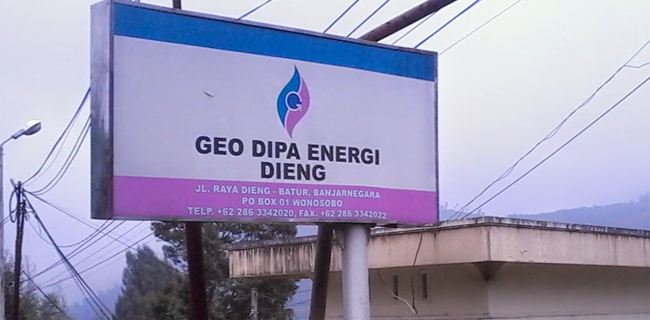 GEO DIPA ENERGI
DIENG
JL. RAYA DIENG - BATUR, BANJARNEGARA
PO BOX 01 WONOSOBO
TELP. +62 286 3342020, FAX. +62 286 3342022